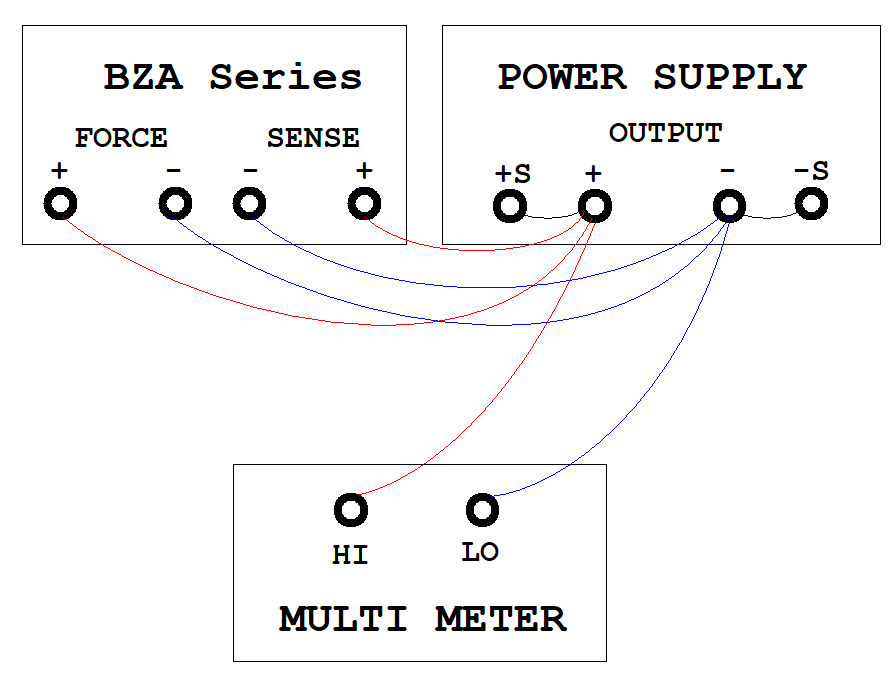 BZA Series
FORCE SENSE
+ - - +
POWER SUPPLY
OUTPUT
+S + - -S
HI LO
MULTI METER